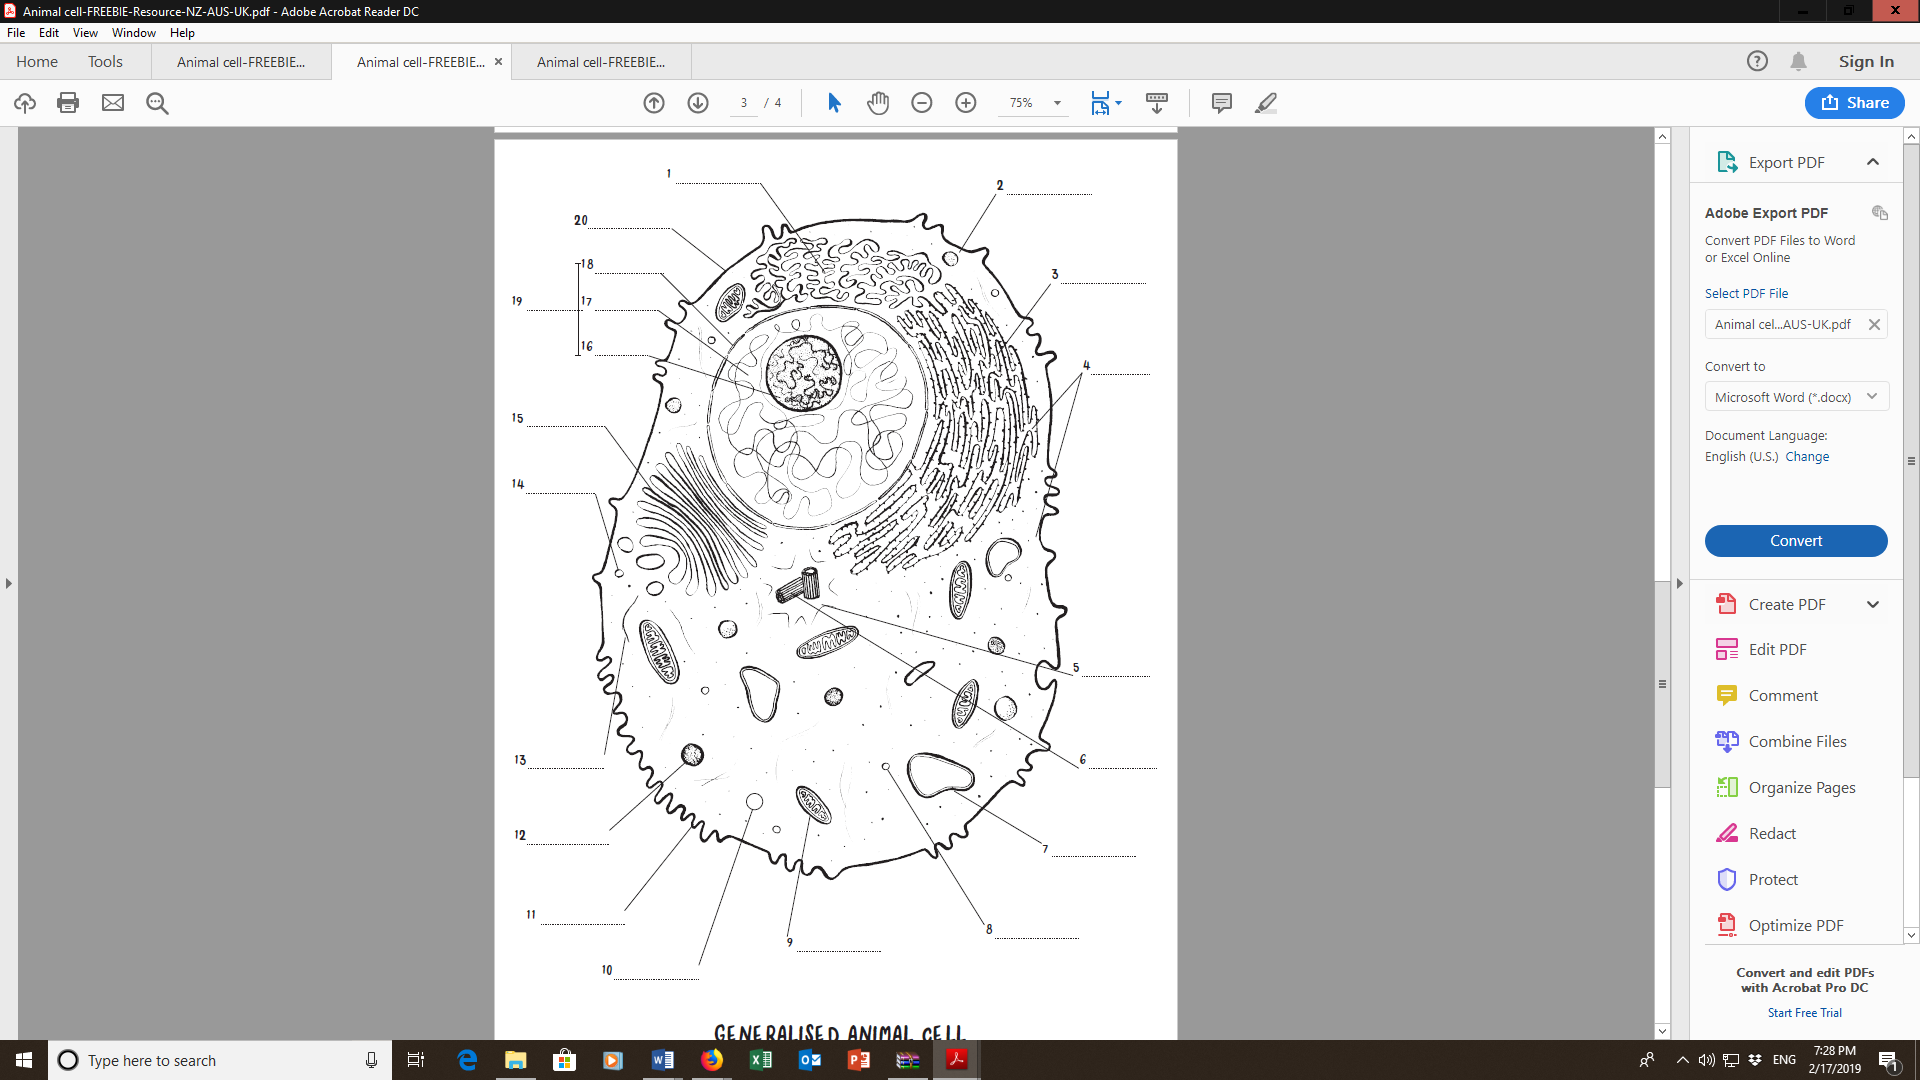 Animal cell-FREEBIE-Resource-NZ-AUS-UK.pdf - Adobe Acrobat Reader DC
File Edit View Window Help
Home Tools Animal cell-FREEBIE... Animal cell-FREEBIE... × Animal cell-FREEBIE... ? Sign In
3 / 4 75% Share
1
2
20
18
3
19
17
16
4
15
14
5
13
6
12
7
11
8
9
10
GENERALISED ANIMAL CELL
Export PDF
Adobe Export PDF
Convert PDF Files to Word
or Excel Online
Select PDF File
Animal cel...AUS-UK.pdf
Convert to
Microsoft Word (*.docx)
Document Language:
English (U.S.) Change
Convert
Create PDF
Edit PDF
Comment
Combine Files
Organize Pages
Redact
Protect
Optimize PDF
Convert and edit PDFs
with Acrobat Pro DC
Start Free Trial
Type here to search
ENG
7:28 PM
2/17/2019
1